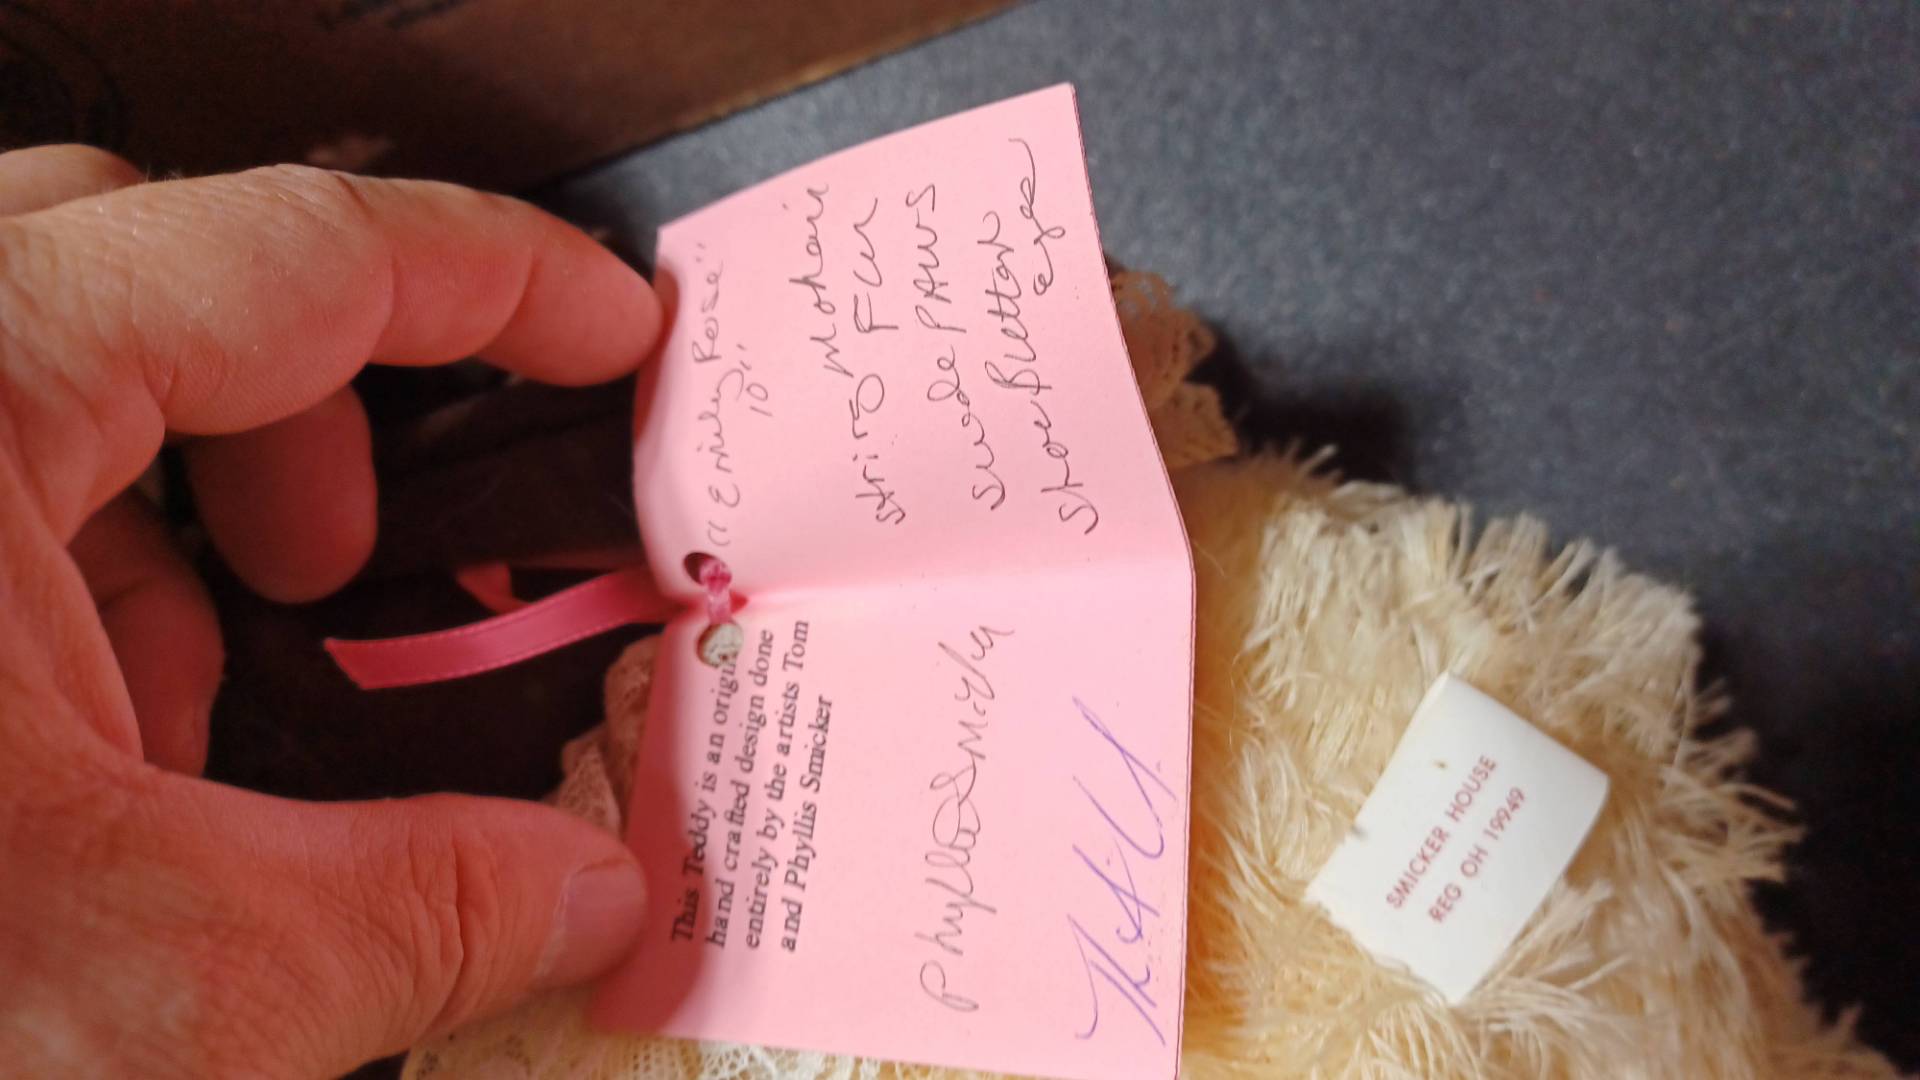 This Teddy is an origin
hand crafted design done
entirely by the artists Tom
and Phyllis Smicker
Phyllis Smicker
"Emily Rose"
10"
Mohair
String Fur
Suede PAWS
Shoe Button
eyes
SMICKER HOUSE
REG OH 19949